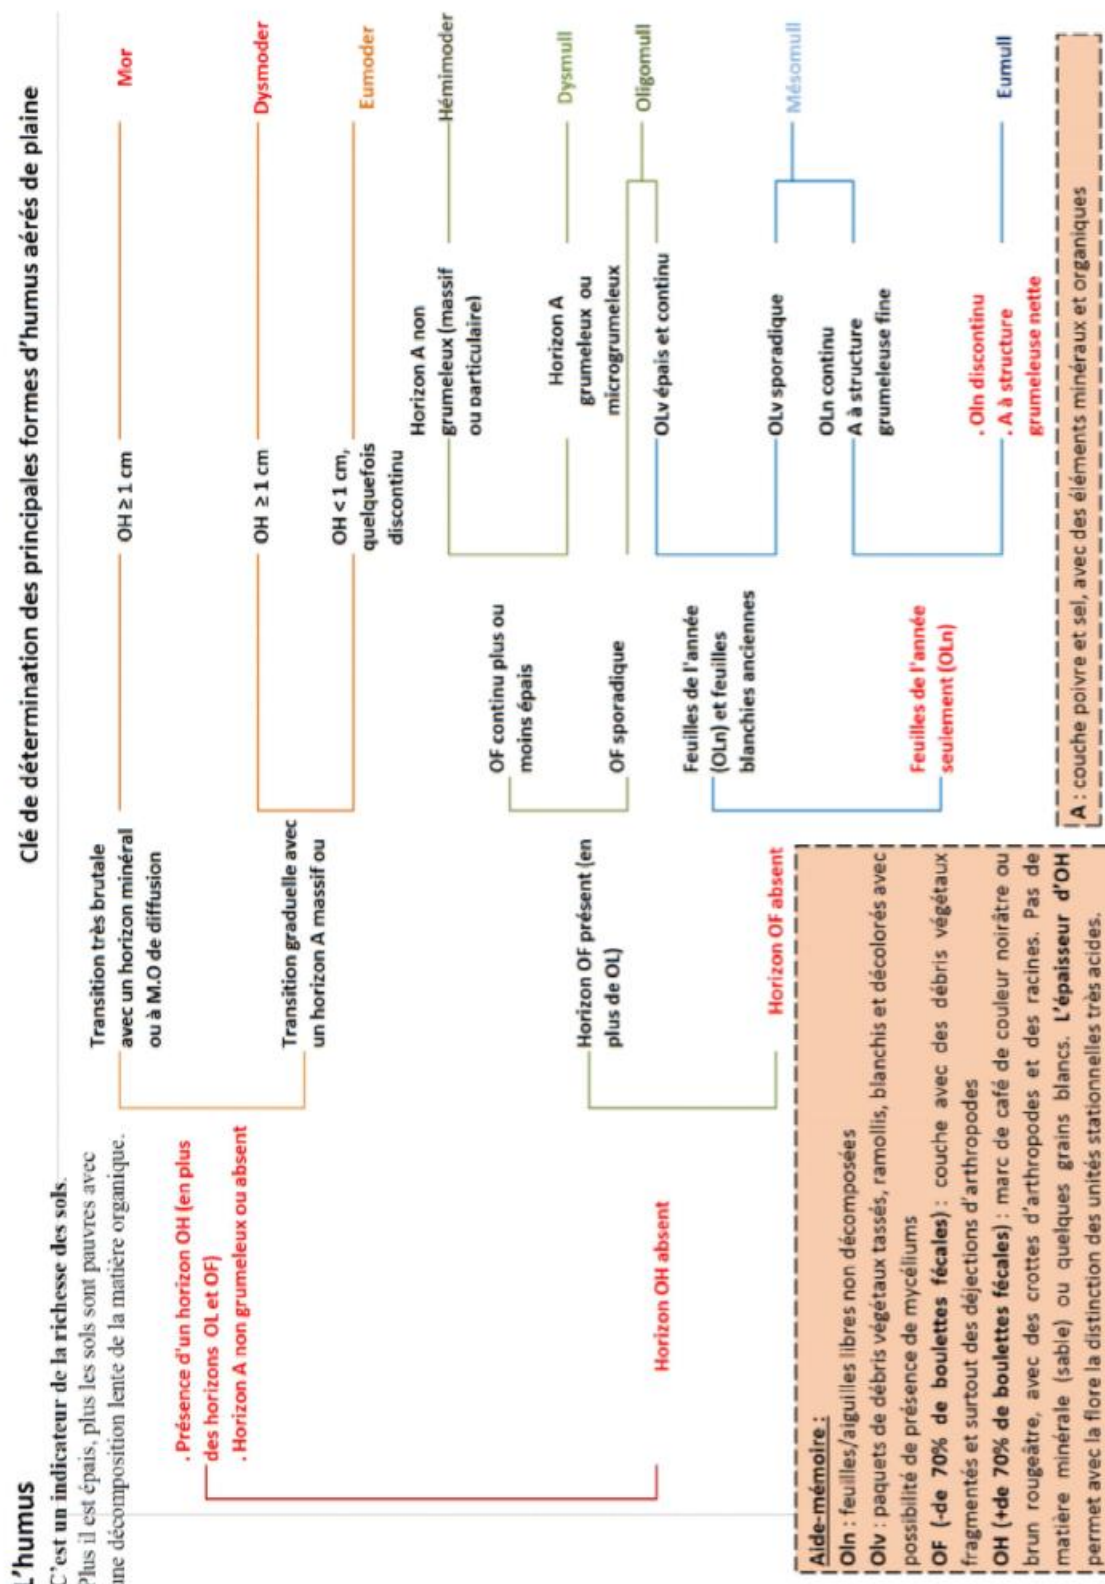 L'humus
C'est un indicateur de la richesse des sols.
Plus il est épais, plus les sols sont pauvres avec
une décomposition lente de la matière organique.
Clé de détermination des principales formes d'humus aérés de plaine
. Présence d'un horizon OH (en plus
des horizons OL et OF)
. Horizon A non grumeleux ou absent
Transition très brutale
avec un horizon minéral
ou à M.O de diffusion
OH ≥ 1 cm
Mor
Transition graduelle avec
un horizon A massif ou
OH ≥ 1 cm
Dysmoder
OH < 1 cm,
quelquefois
discontinu
Eumoder
Horizon OH absent
Horizon OF présent (en
plus de OL)
OF continu plus ou
moins épais
Horizon A non
grumeleux (massif
ou particulaire)
Hémimoder
Horizon A
grumeleux ou
microgrumeleux
Dysmull
OF sporadique
Oligomull
Horizon OF absent
Feuilles de l'année
(OLn) et feuilles
blanchies anciennes
OLv épais et continu
OLv sporadique
Mésomull
Feuilles de l'année
seulement (OLn)
OLn continu
A à structure
grumeleuse fine
. Oln discontinu
. A à structure
grumeleuse nette
Eumull
Aide-mémoire :
Oln : feuilles/aiguilles libres non décomposées
Olv : paquets de débris végétaux tassés, ramollis, blanchis et décolorés avec
possibilité de présence de mycéliums
OF (-de 70% de boulettes fécales) : couche avec des débris végétaux
fragmentés et surtout des déjections d'arthropodes
OH (+de 70% de boulettes fécales) : marc de café de couleur noirâtre ou
brun rougeâtre, avec des crottes d'arthropodes et des racines. Pas de
matière minérale (sable) ou quelques grains blancs. L'épaisseur d'OH
permet avec la flore la distinction des unités stationnelles très acides.
A : couche poivre et sel, avec des éléments minéraux et organiques